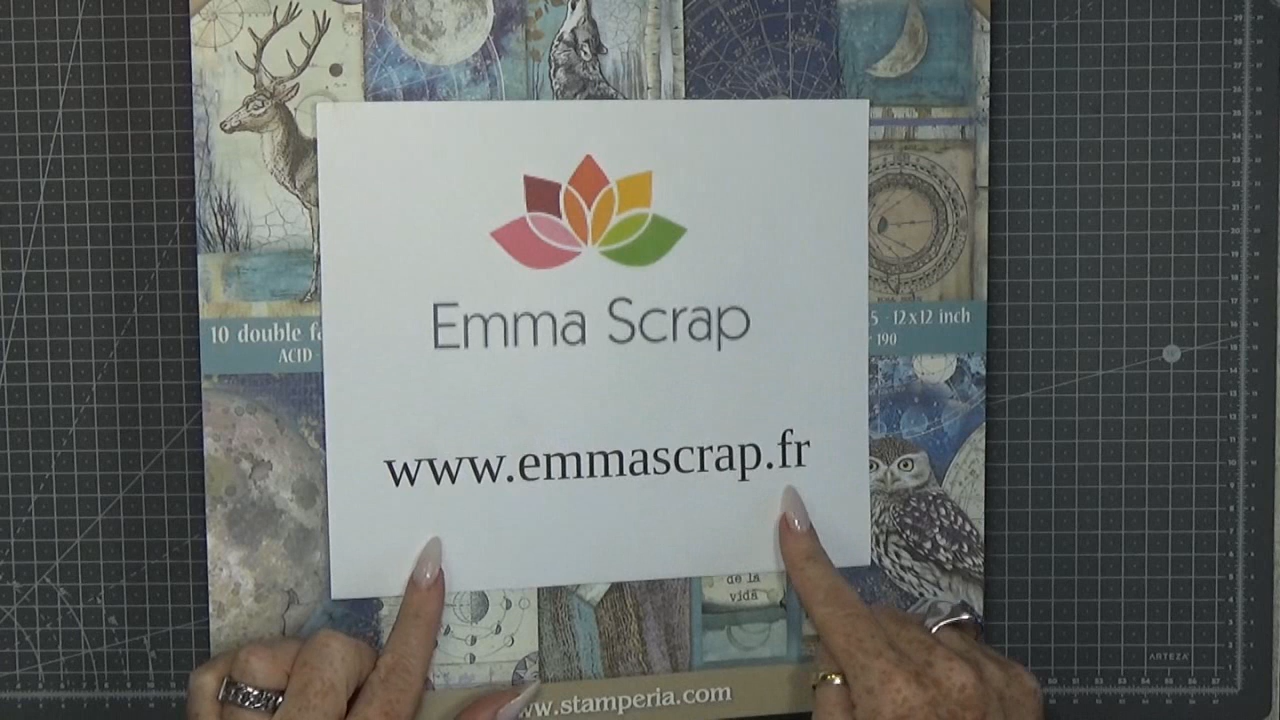 10 double
5 - 12x12 inch
ACID
190
Emma Scrap
www.emmascrap.fr
de la
vida
www.stamperia.com
ARTEZA